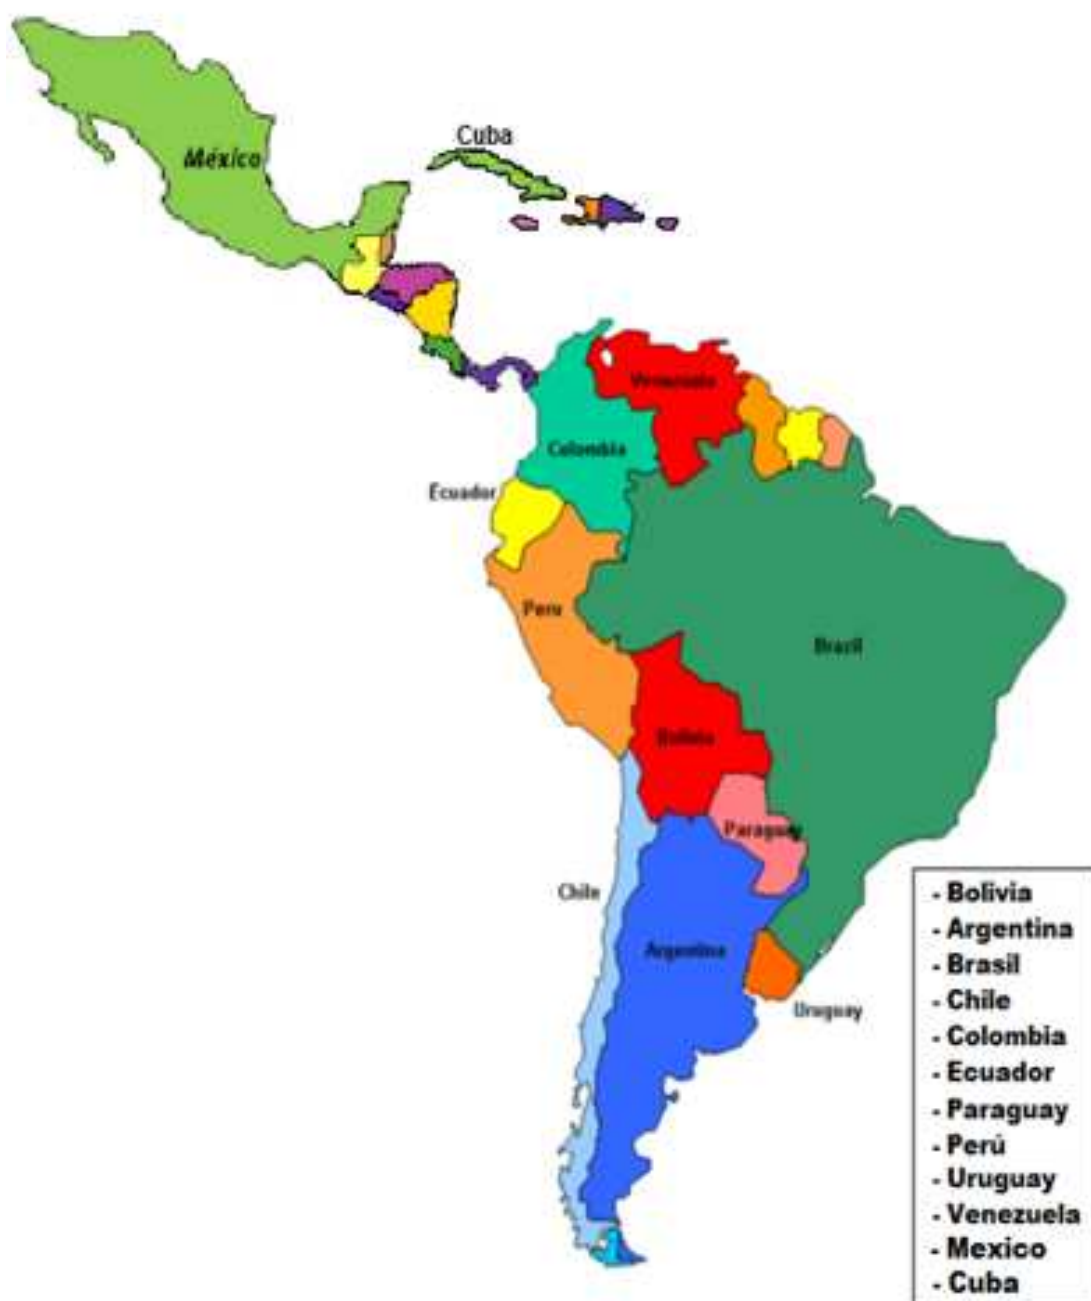 Cuba
México
Venezuela
Colombia
Ecuador
Peru
Brazil
Bolivia
Paraguay
Chile
Argentina
Uruguay
- Bolivia
- Argentina
- Brasil
- Chile
- Colombia
- Ecuador
- Paraguay
- Perú
- Uruguay
- Venezuela
- Mexico
- Cuba